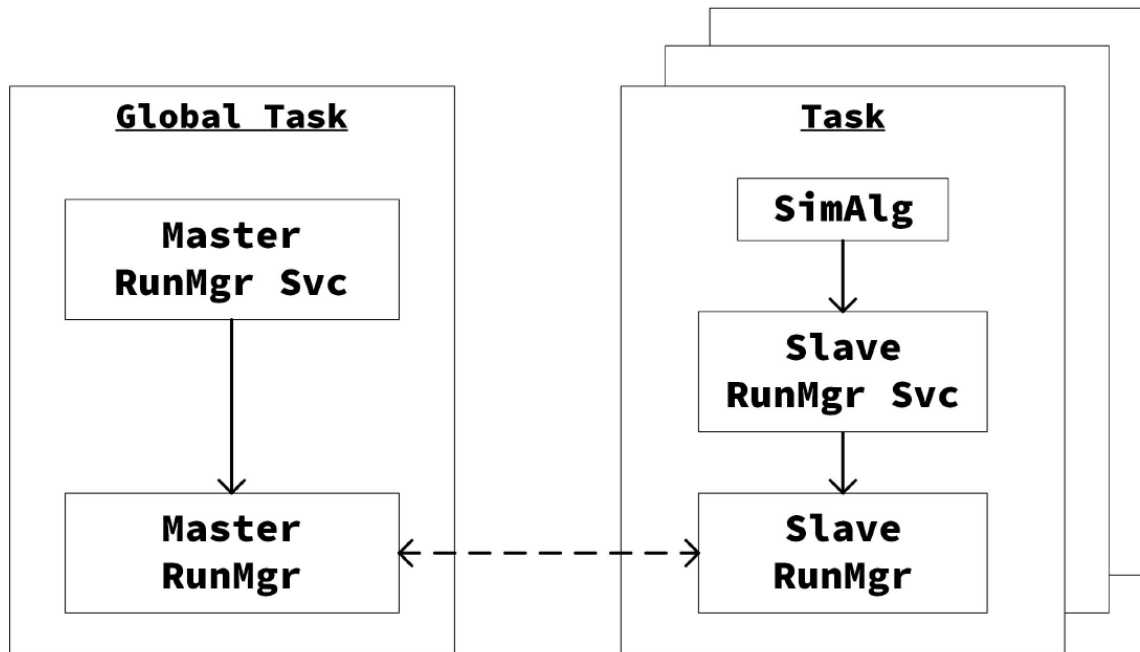 Global Task
Master
RunMgr Svc
Master
RunMgr
Task
SimAlg
Slave
RunMgr Svc
Slave
RunMgr